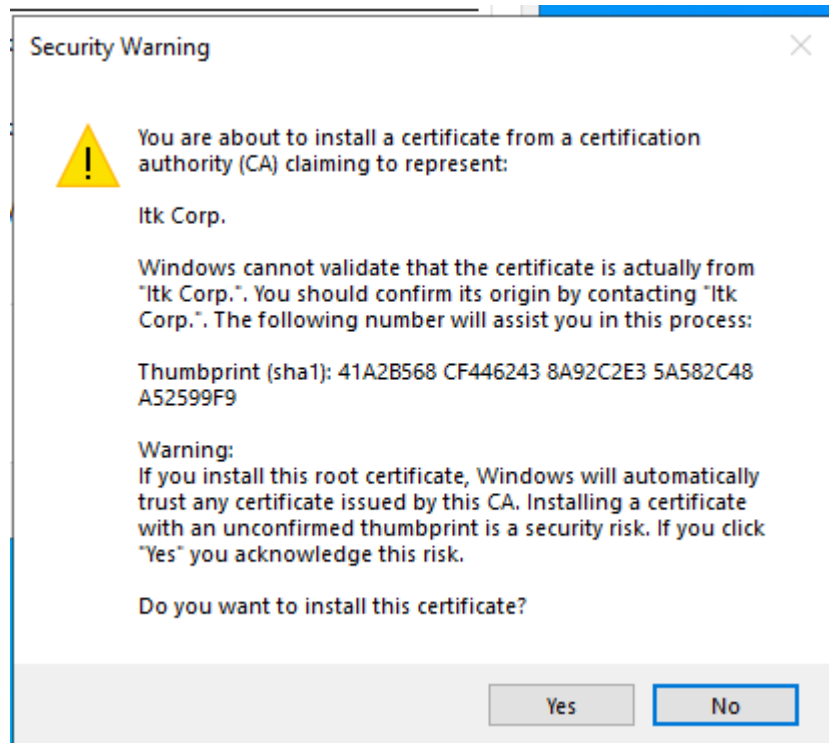 Security Warning
You are about to install a certificate from a certification
authority (CA) claiming to represent:
Itk Corp.
Windows cannot validate that the certificate is actually from
"Itk Corp.". You should confirm its origin by contacting "Itk
Corp.". The following number will assist you in this process:
Thumbprint (sha1): 41A2B568 CF446243 8A92C2E3 5A582C48
A52599F9
Warning:
If you install this root certificate, Windows will automatically
trust any certificate issued by this CA. Installing a certificate
with an unconfirmed thumbprint is a security risk. If you click
"Yes" you acknowledge this risk.
Do you want to install this certificate?
Yes
No